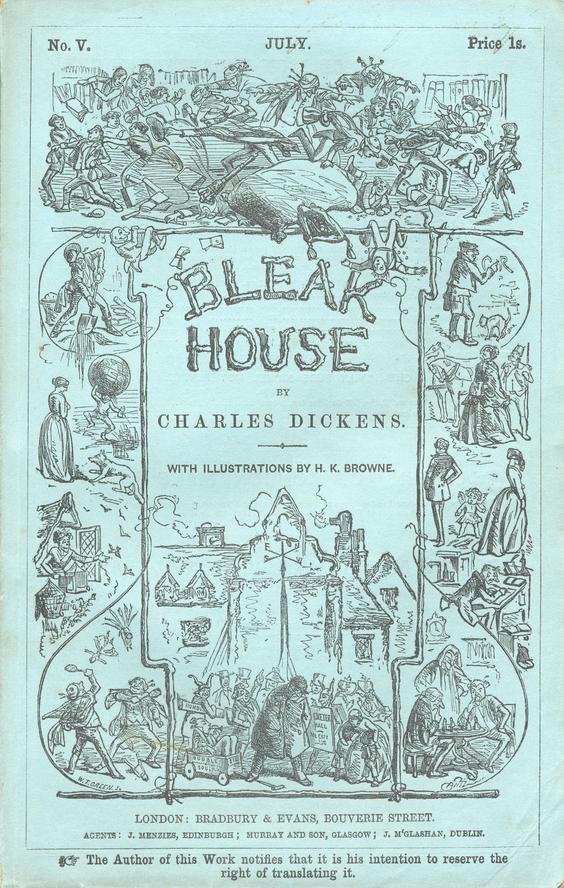 No. V.
JULY.
Price 1s.
BLEAK
HOUSE
BY
CHARLES DICKENS.
WITH ILLUSTRATIONS BY H. K. BROWNE.
EXETER
HALL
LONDON: BRADBURY & EVANS, BOUVERIE STREET.
AGENTS: J. MENZIES, EDINBURGH; MURRAY AND SON, GLASGOW; J. M‘GLASHAN, DUBLIN.
☞ The Author of this Work notifies that it is his intention to reserve the
right of translating it.